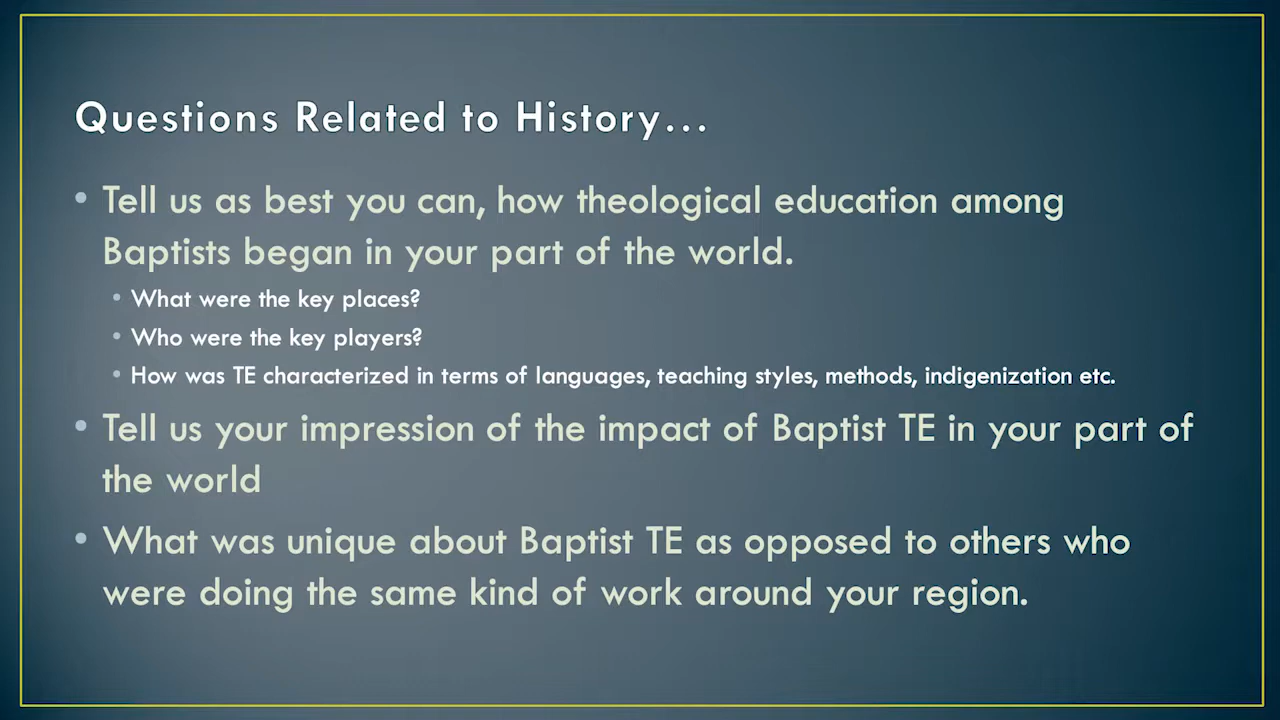 Questions Related to History...
• Tell us as best you can, how theological education among
Baptists began in your part of the world.
• What were the key places?
• Who were the key players?
• How was TE characterized in terms of languages, teaching styles, methods, indigenization etc.
• Tell us your impression of the impact of Baptist TE in your part of
the world
• What was unique about Baptist TE as opposed to others who
were doing the same kind of work around your region.